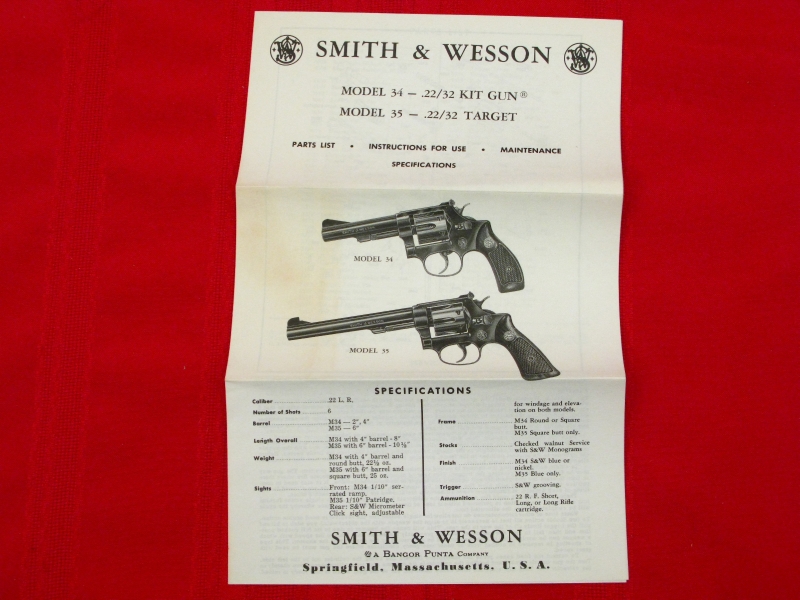 SMITH & WESSON
MODEL 34 — .22/32 KIT GUN®
MODEL 35 — .22/32 TARGET
PARTS LIST • INSTRUCTIONS FOR USE • MAINTENANCE
SPECIFICATIONS
MODEL 34
MODEL 35
SPECIFICATIONS
Caliber .22 L. R.
Number of Shots 6
Barrel M34 — 2", 4"
M35 — 6"
Length Overall M34 with 4" barrel - 8"
M35 with 6" barrel - 10½"
Weight M34 with 4" barrel and
round butt, 22½ oz.
M35 with 6" barrel and
square butt, 25 oz.
Sights Front: M34 1/10" ser-
rated ramp.
M35 1/10" Patridge.
Rear: S&W Micrometer
Click sight, adjustable
for windage and eleva-
tion on both models.
Frame M34 Round or Square
butt.
M35 Square butt only.
Stocks Checked walnut Service
with S&W Monograms
Finish M34 S&W blue or
nickel.
M35 Blue only.
Trigger S&W grooving.
Ammunition .22 R. F. Short,
Long, or Long Rifle
cartridge.
SMITH & WESSON
A BANGOR PUNTA COMPANY
Springfield, Massachusetts, U. S. A.